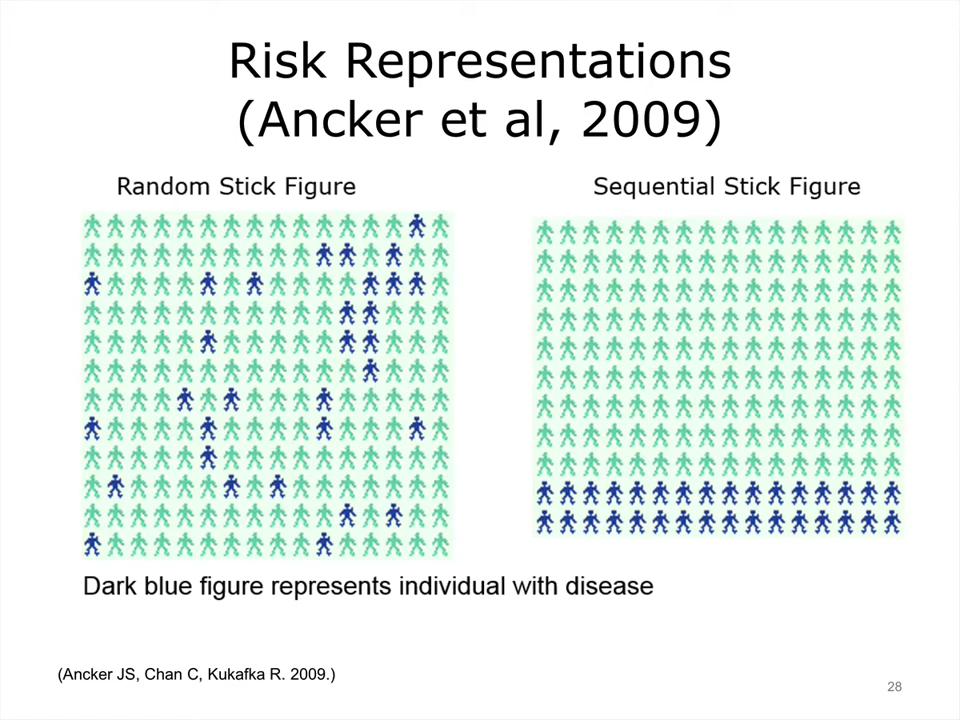 Risk Representations
(Ancker et al, 2009)
Random Stick Figure
Sequential Stick Figure
Dark blue figure represents individual with disease
(Ancker JS, Chan C, Kukafka R. 2009.)
28